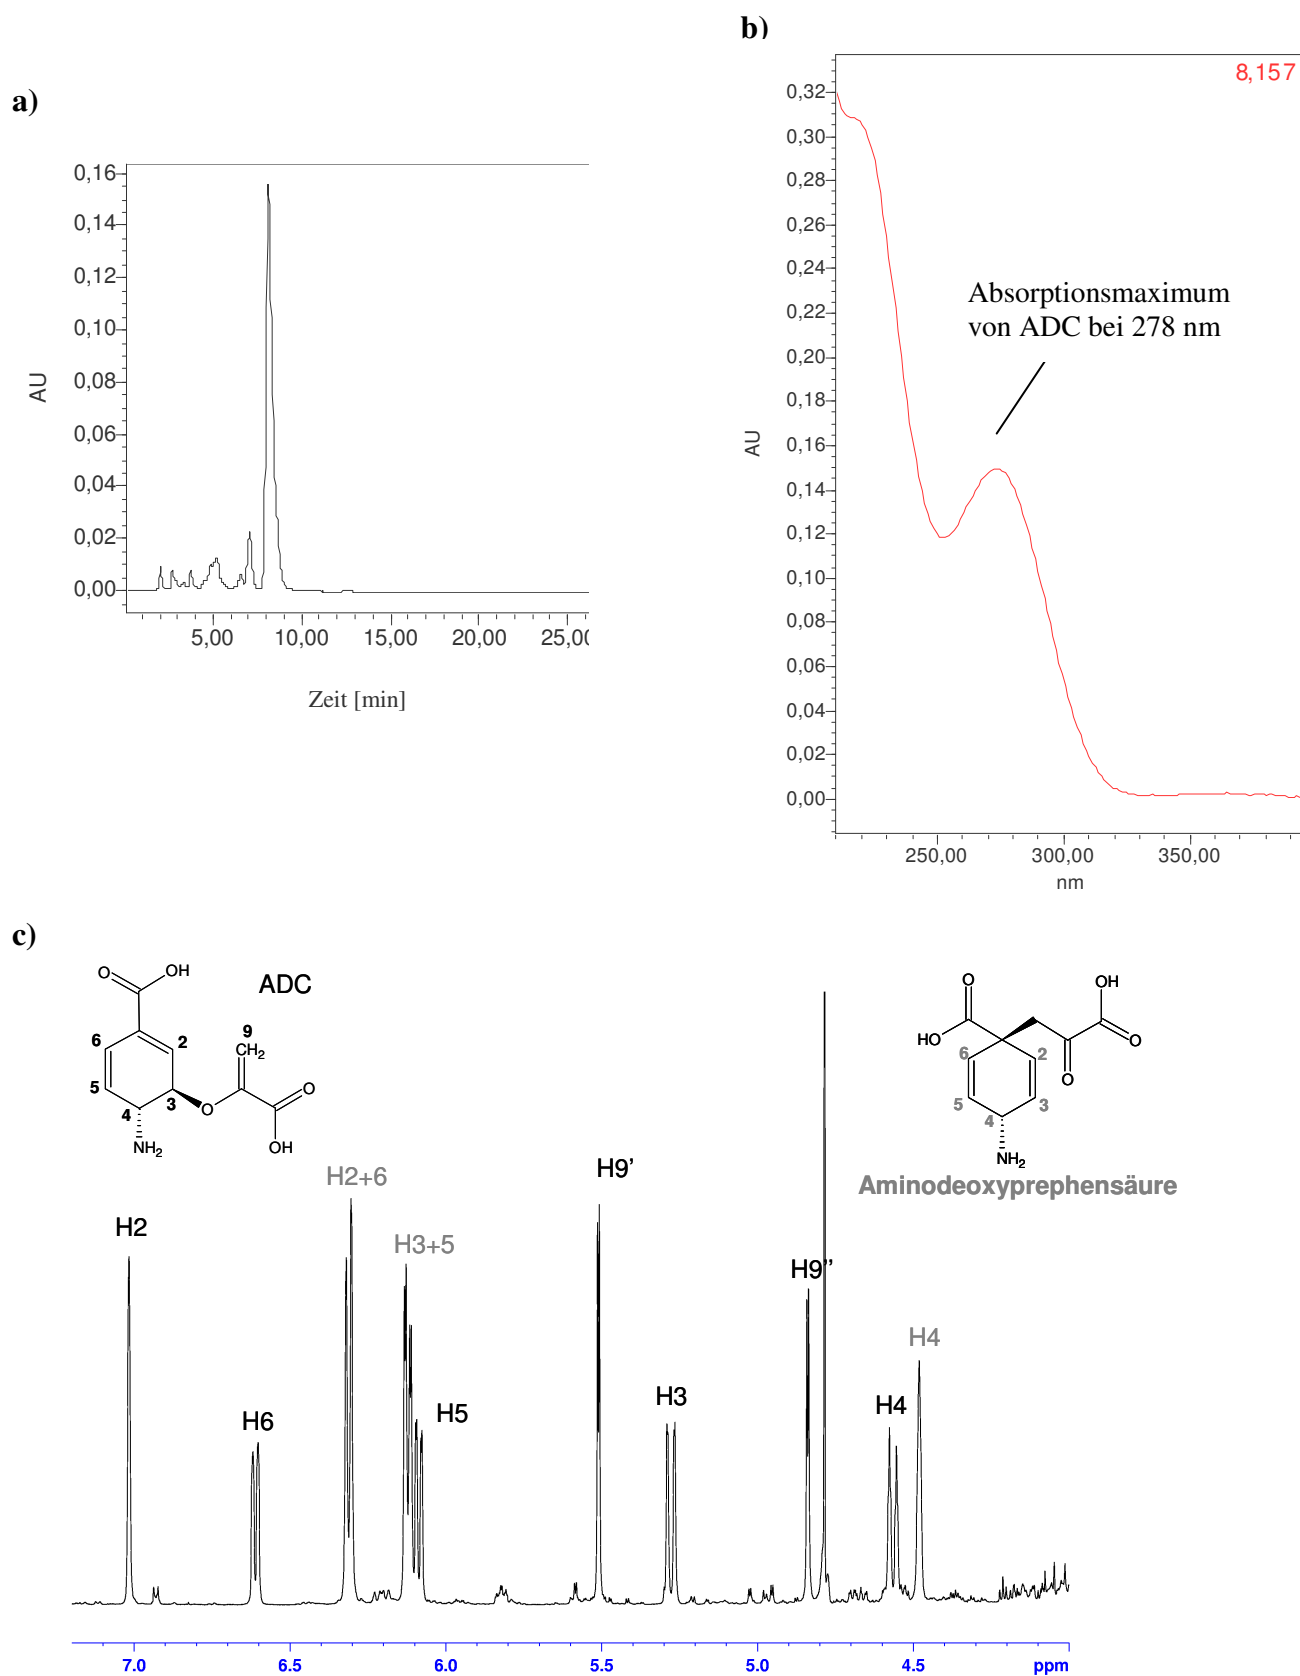 b)
8,157
a)
0,32
0,30
0,28
0,26
0,24
0,22
0,20
0,18
0,16
0,14
0,12
0,10
0,08
0,06
0,04
0,02
0,00
AU
Absorptionsmaximum
von ADC bei 278 nm
250,00 300,00 350,00
nm
0,16
0,14
0,12
0,10
0,08
0,06
0,04
0,02
0,00
AU
5,00 10,00 15,00 20,00 25,00
Zeit [min]
c)
O OH ADC
6 2 9 CH2
5 4 3 O O
NH2 OH
O OH
HO O O
6 2
5 3
4
NH2
Aminodeoxyprephensäure
H2
H6
H2+6
H3+5
H5
H9'
H3
H9''
H4
H4
7.0 6.5 6.0 5.5 5.0 4.5 ppm